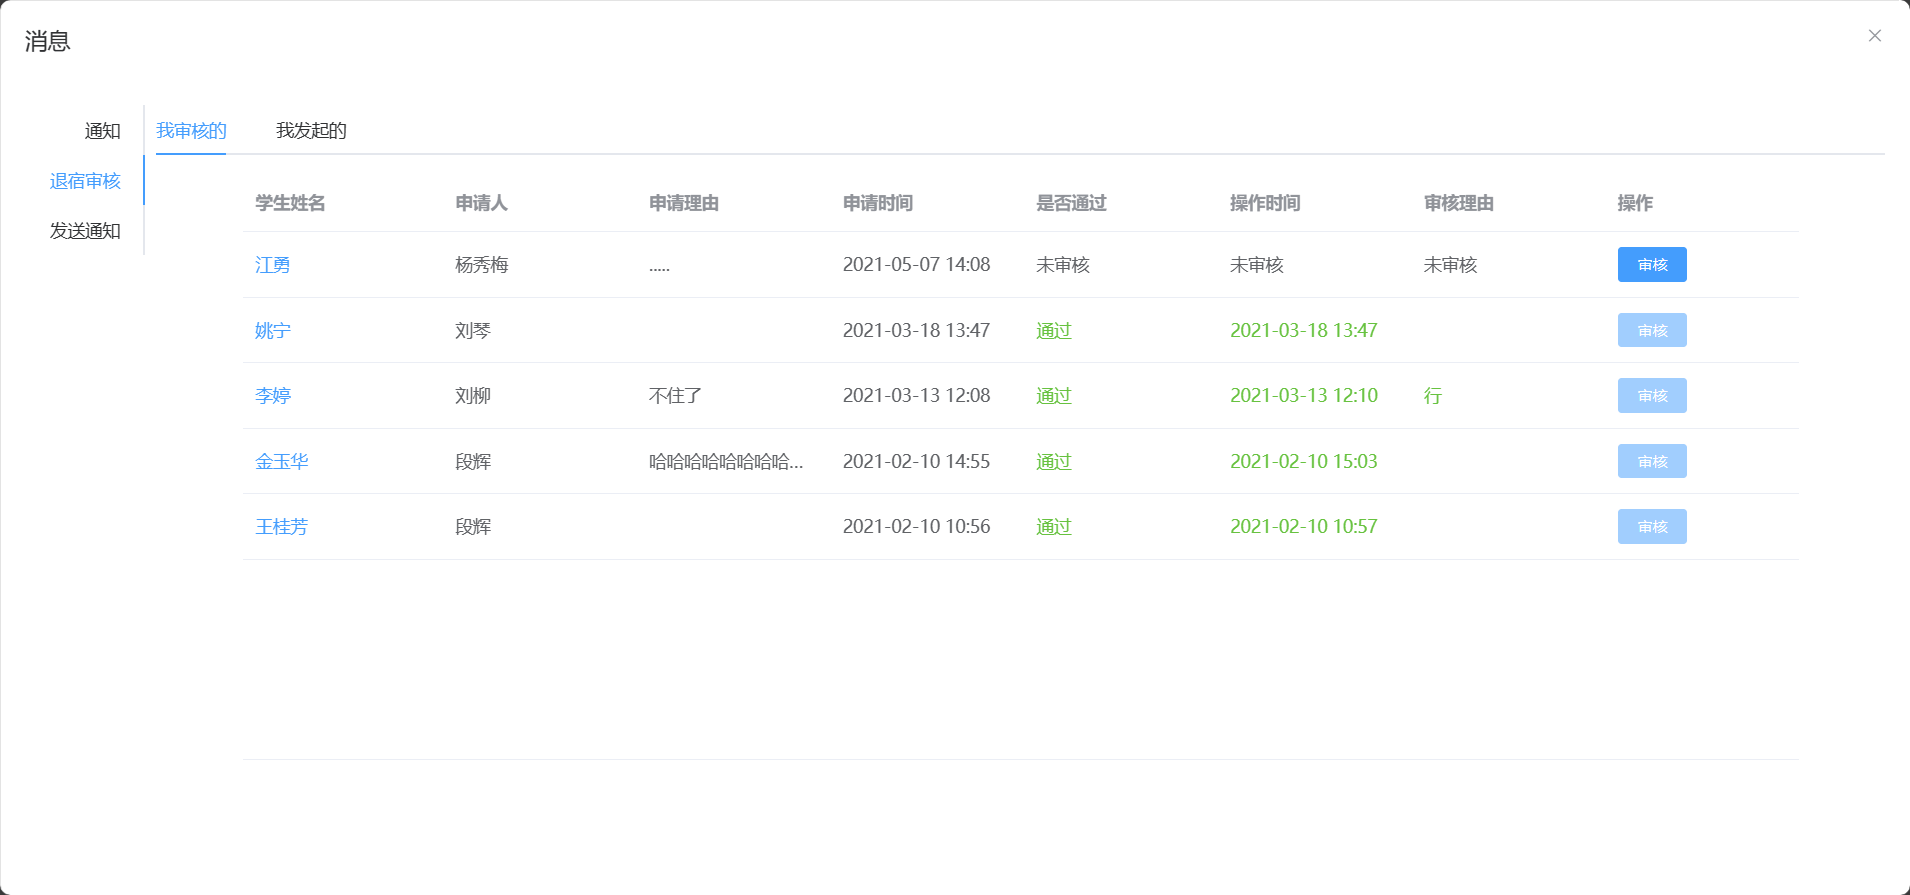 消息
通知
退宿审核
发送通知
我审核的 我发起的
学生姓名 申请人 申请理由 申请时间 是否通过 操作时间 审核理由 操作
江勇 杨秀梅 ..... 2021-05-07 14:08 未审核 未审核 未审核 审核
姚宁 刘琴 2021-03-18 13:47 通过 2021-03-18 13:47 审核
李婷 刘柳 不住了 2021-03-13 12:08 通过 2021-03-13 12:10 行 审核
金玉华 段辉 哈哈哈哈哈哈哈哈... 2021-02-10 14:55 通过 2021-02-10 15:03 审核
王桂芳 段辉 2021-02-10 10:56 通过 2021-02-10 10:57 审核